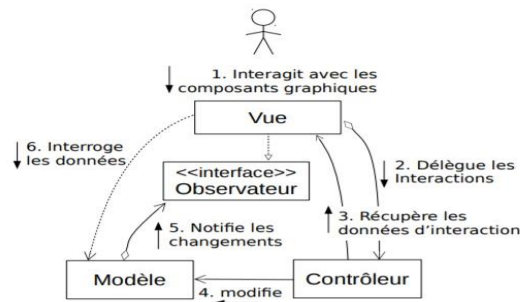 1. Interagit avec les
composants graphiques
Vue
6. Interroge
les données
<<interface>>
Observateur
2. Délègue les
Interactions
3. Récupère les
données d'interaction
5. Notifie les
changements
Modèle
Contrôleur
4. modifie